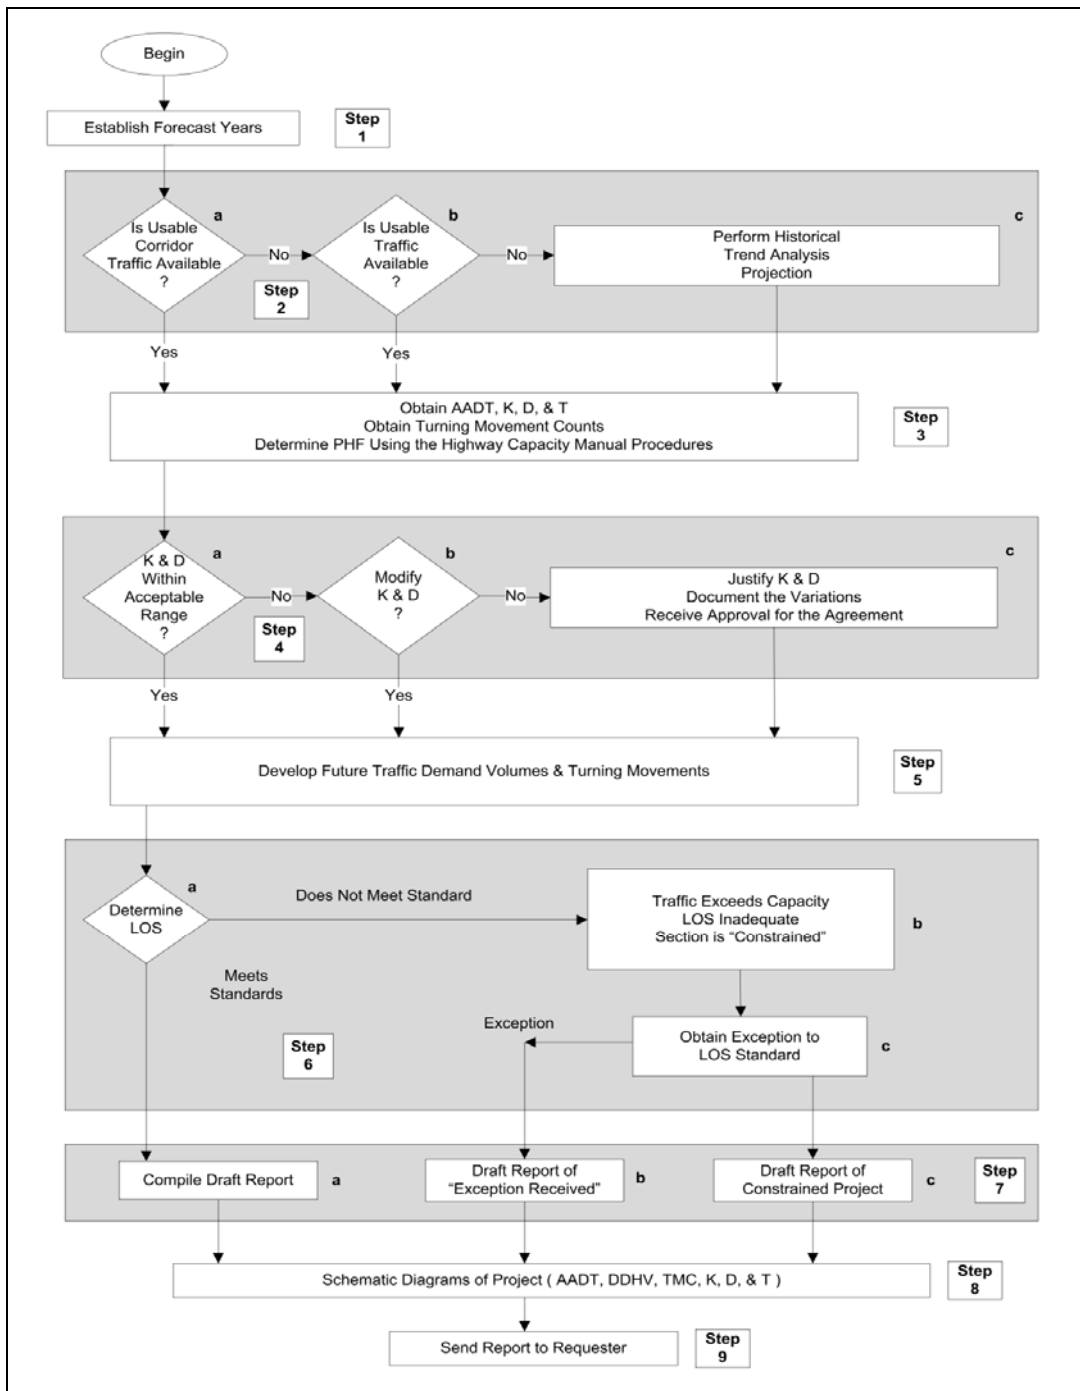 Begin
Establish Forecast Years
Step
1
a
Is Usable
Corridor
Traffic Available
?
No
Step
2
b
Is Usable
Traffic
Available
?
No
c
Perform Historical
Trend Analysis
Projection
Yes
Yes
Obtain AADT, K, D, & T
Obtain Turning Movement Counts
Determine PHF Using the Highway Capacity Manual Procedures
Step
3
a
K & D
Within
Acceptable
Range
?
No
Step
4
b
Modify
K & D
?
No
c
Justify K & D
Document the Variations
Receive Approval for the Agreement
Yes
Yes
Develop Future Traffic Demand Volumes & Turning Movements
Step
5
a
Determine
LOS
Does Not Meet Standard
Traffic Exceeds Capacity
LOS Inadequate
Section is “Constrained”
b
Meets
Standards
Step
6
Exception
Obtain Exception to
LOS Standard
c
Compile Draft Report
a
Draft Report of
“Exception Received”
b
Draft Report of
Constrained Project
c
Step
7
Schematic Diagrams of Project ( AADT, DDHV, TMC, K, D, & T )
Step
8
Send Report to Requester
Step
9